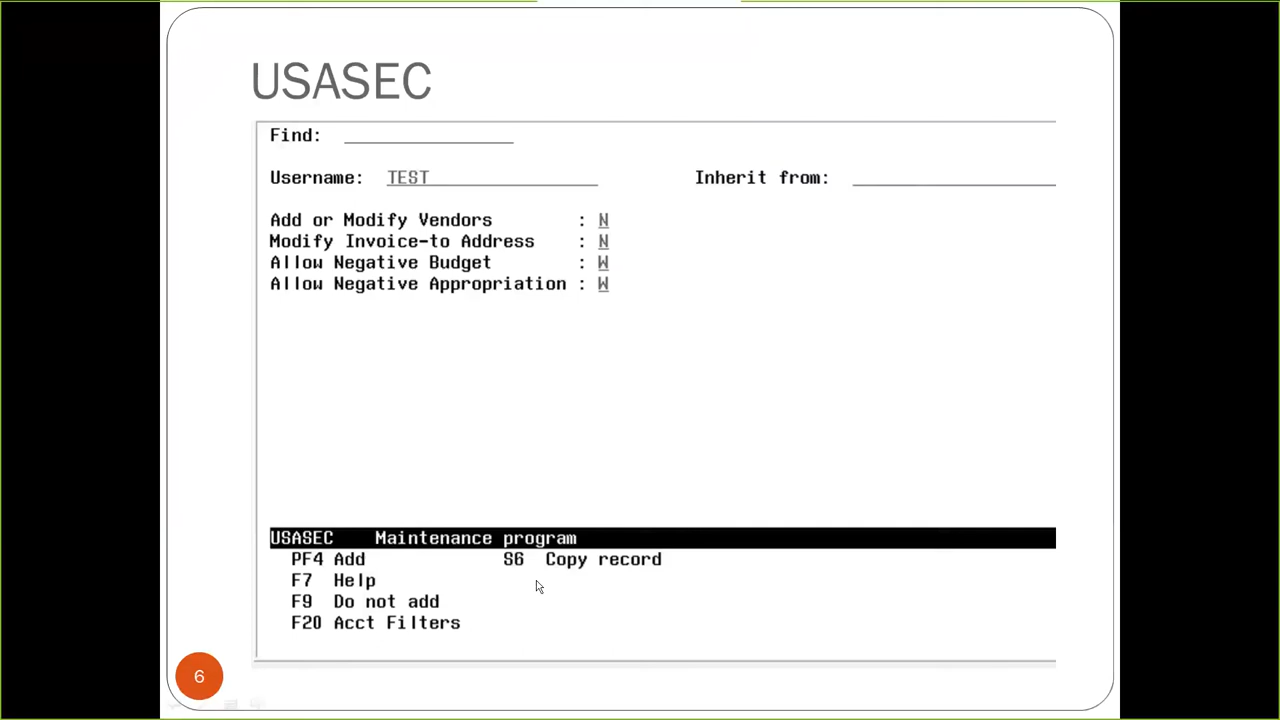 USASEC
Find:
Username: TEST Inherit from:
Add or Modify Vendors : N
Modify Invoice-to Address : N
Allow Negative Budget : W
Allow Negative Appropriation : W
USASEC Maintenance program
PF4 Add S6 Copy record
F7 Help
F9 Do not add
F20 Acct Filters
6